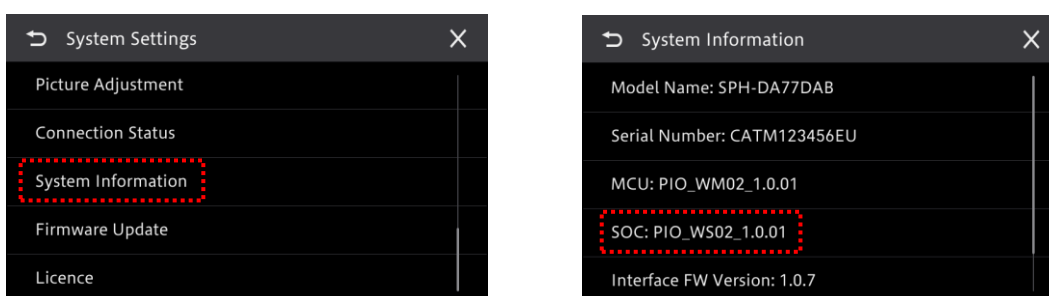 System Settings
Picture Adjustment
Connection Status
System Information
Firmware Update
Licence
System Information
Model Name: SPH-DA77DAB
Serial Number: CATM123456EU
MCU: PIO_WM02_1.0.01
SOC: PIO_WS02_1.0.01
Interface FW Version: 1.0.7